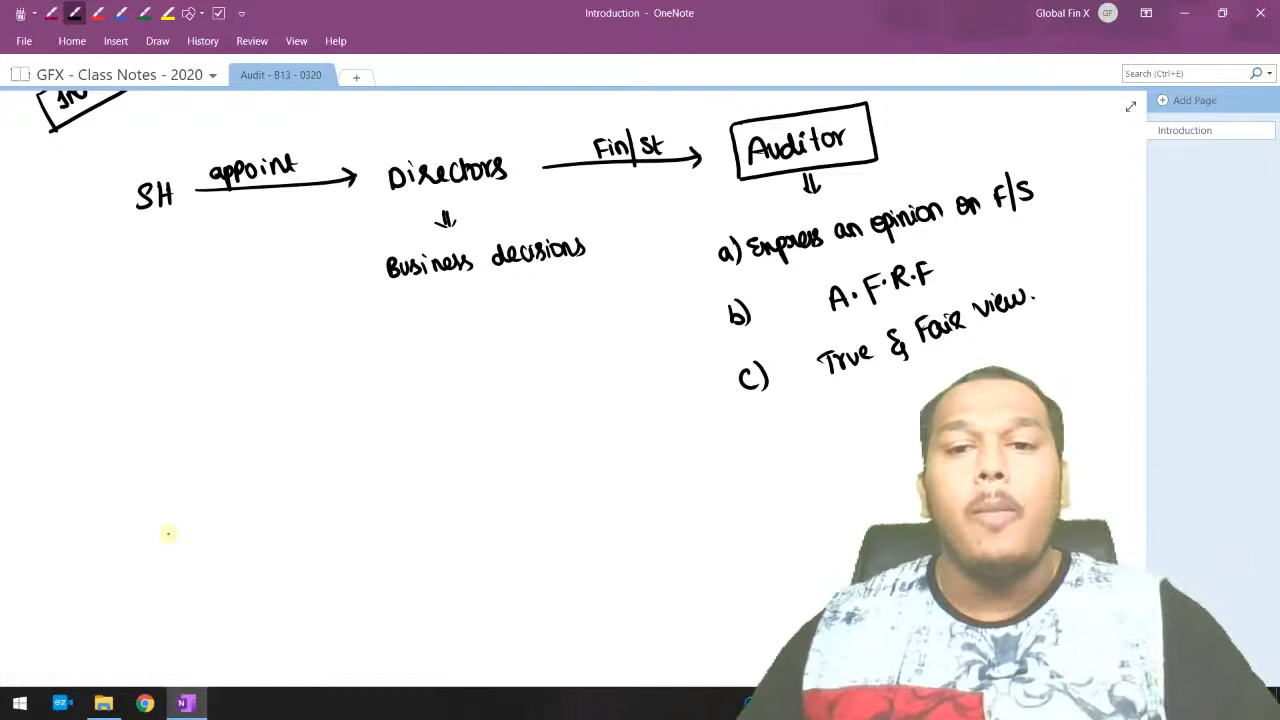 Introduction - OneNote
Global Fin X
GF
File
Home
Insert
Draw
History
Review
View
Help
GFX - Class Notes - 2020
Audit - B13 - 0320
Search (Ctrl+E)
Add Page
Introduction
SH
appoint
Directors
Fin/St
Auditor
Business decisions
a) Express an opinion on F/S
b) A.F.R.F
c) True & Fair view.
ez
N